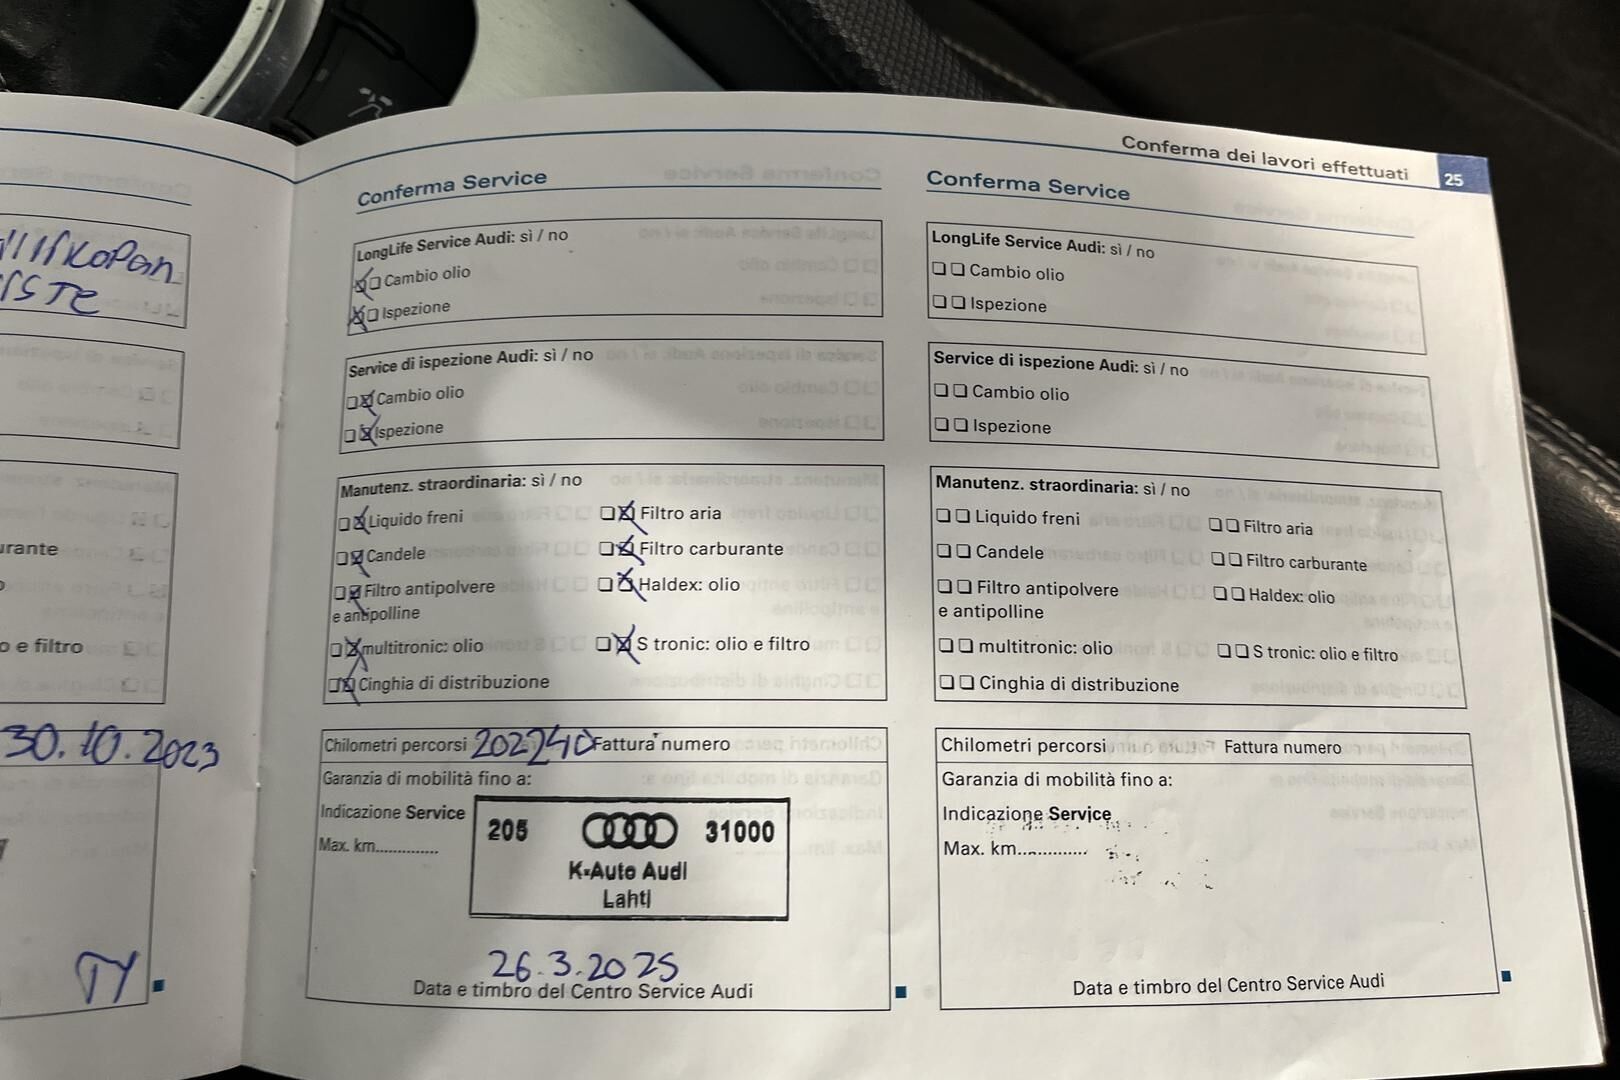 Conferma dei lavori effettuati 25
llkoPan
ISTE
urante
o e filtro
30.10.2023
TY
Conferma Service
LongLife Service Audi: sì / no
Cambio olio
Ispezione
Service di ispezione Audi: sì / no
Cambio olio
Ispezione
Manutenz. straordinaria: sì / no
Liquido freni Filtro aria
Candele Filtro carburante
Filtro antipolvere Haldex: olio
e antipolline
multitronic: olio S tronic: olio e filtro
Cinghia di distribuzione
Chilometri percorsi 202240 Fattura numero
Garanzia di mobilità fino a:
Indicazione Service
Max. km..............
205 31000
K-Auto Audi
Lahti
26.3.2025
Data e timbro del Centro Service Audi
Conferma Service
LongLife Service Audi: sì / no
Cambio olio
Ispezione
Service di ispezione Audi: sì / no
Cambio olio
Ispezione
Manutenz. straordinaria: sì / no
Liquido freni Filtro aria
Candele Filtro carburante
Filtro antipolvere Haldex: olio
e antipolline
multitronic: olio S tronic: olio e filtro
Cinghia di distribuzione
Chilometri percorsi Fattura numero
Garanzia di mobilità fino a:
Indicazione Service
Max. km..............
Data e timbro del Centro Service Audi